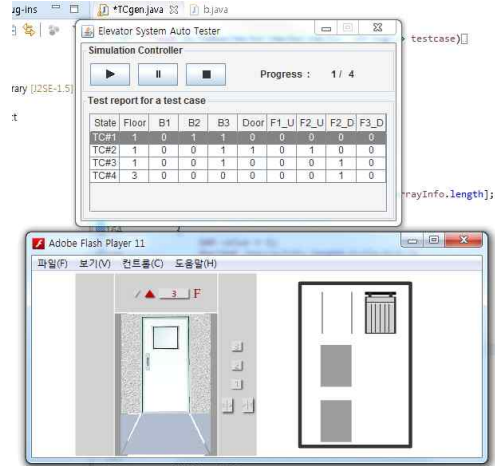 ug-ins
*TCgen.java
b.java
Elevator System Auto Tester
testcase)
Simulation Controller
Progress : 1/ 4
rary [J2SE-1.5]
Test report for a test case
State Floor B1 B2 B3 Door F1_U F2_U F2_D F3_D
TC#1 1 0 1 1 0 0 0 0 0
TC#2 1 0 0 1 1 0 1 0 0
TC#3 1 0 0 1 0 0 0 1 0
TC#4 3 0 0 0 0 0 0 1 0
rrayInfo.length];
164
Adobe Flash Player 11
파일(F) 보기(V) 컨트롤(C) 도움말(H)
3 F